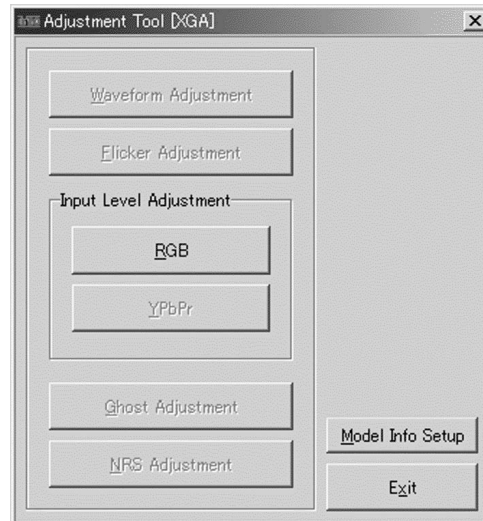 Adjustment Tool [XGA]
Waveform Adjustment
Flicker Adjustment
Input Level Adjustment
RGB
YPbPr
Ghost Adjustment
NRS Adjustment
Model Info Setup
Exit